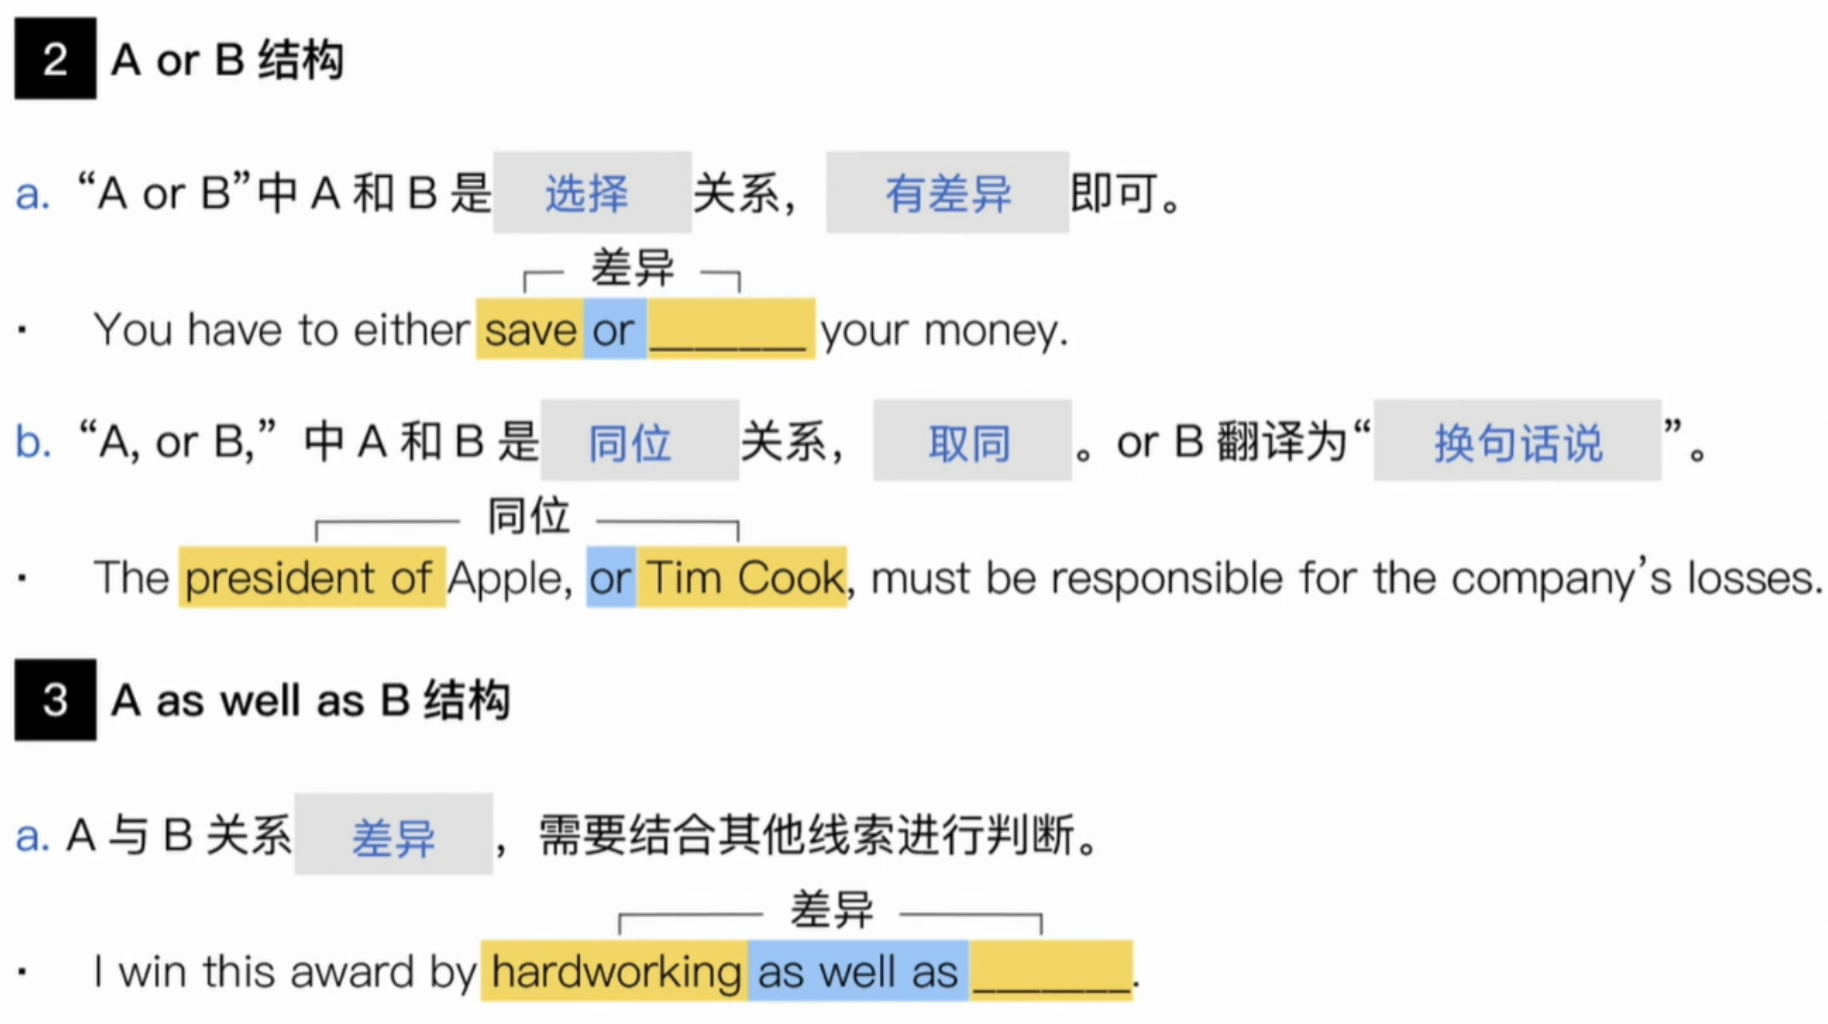 2 A or B 结构
a. “A or B”中 A 和 B 是 选择 关系， 有差异 即可。
差异
· You have to either save or _______ your money.
b. “A, or B,” 中 A 和 B 是 同位 关系， 取同 。or B 翻译为“ 换句话说 ”。
同位
· The president of Apple, or Tim Cook, must be responsible for the company’s losses.
3 A as well as B 结构
a. A 与 B 关系 差异 ，需要结合其他线索进行判断。
差异
· I win this award by hardworking as well as _______.